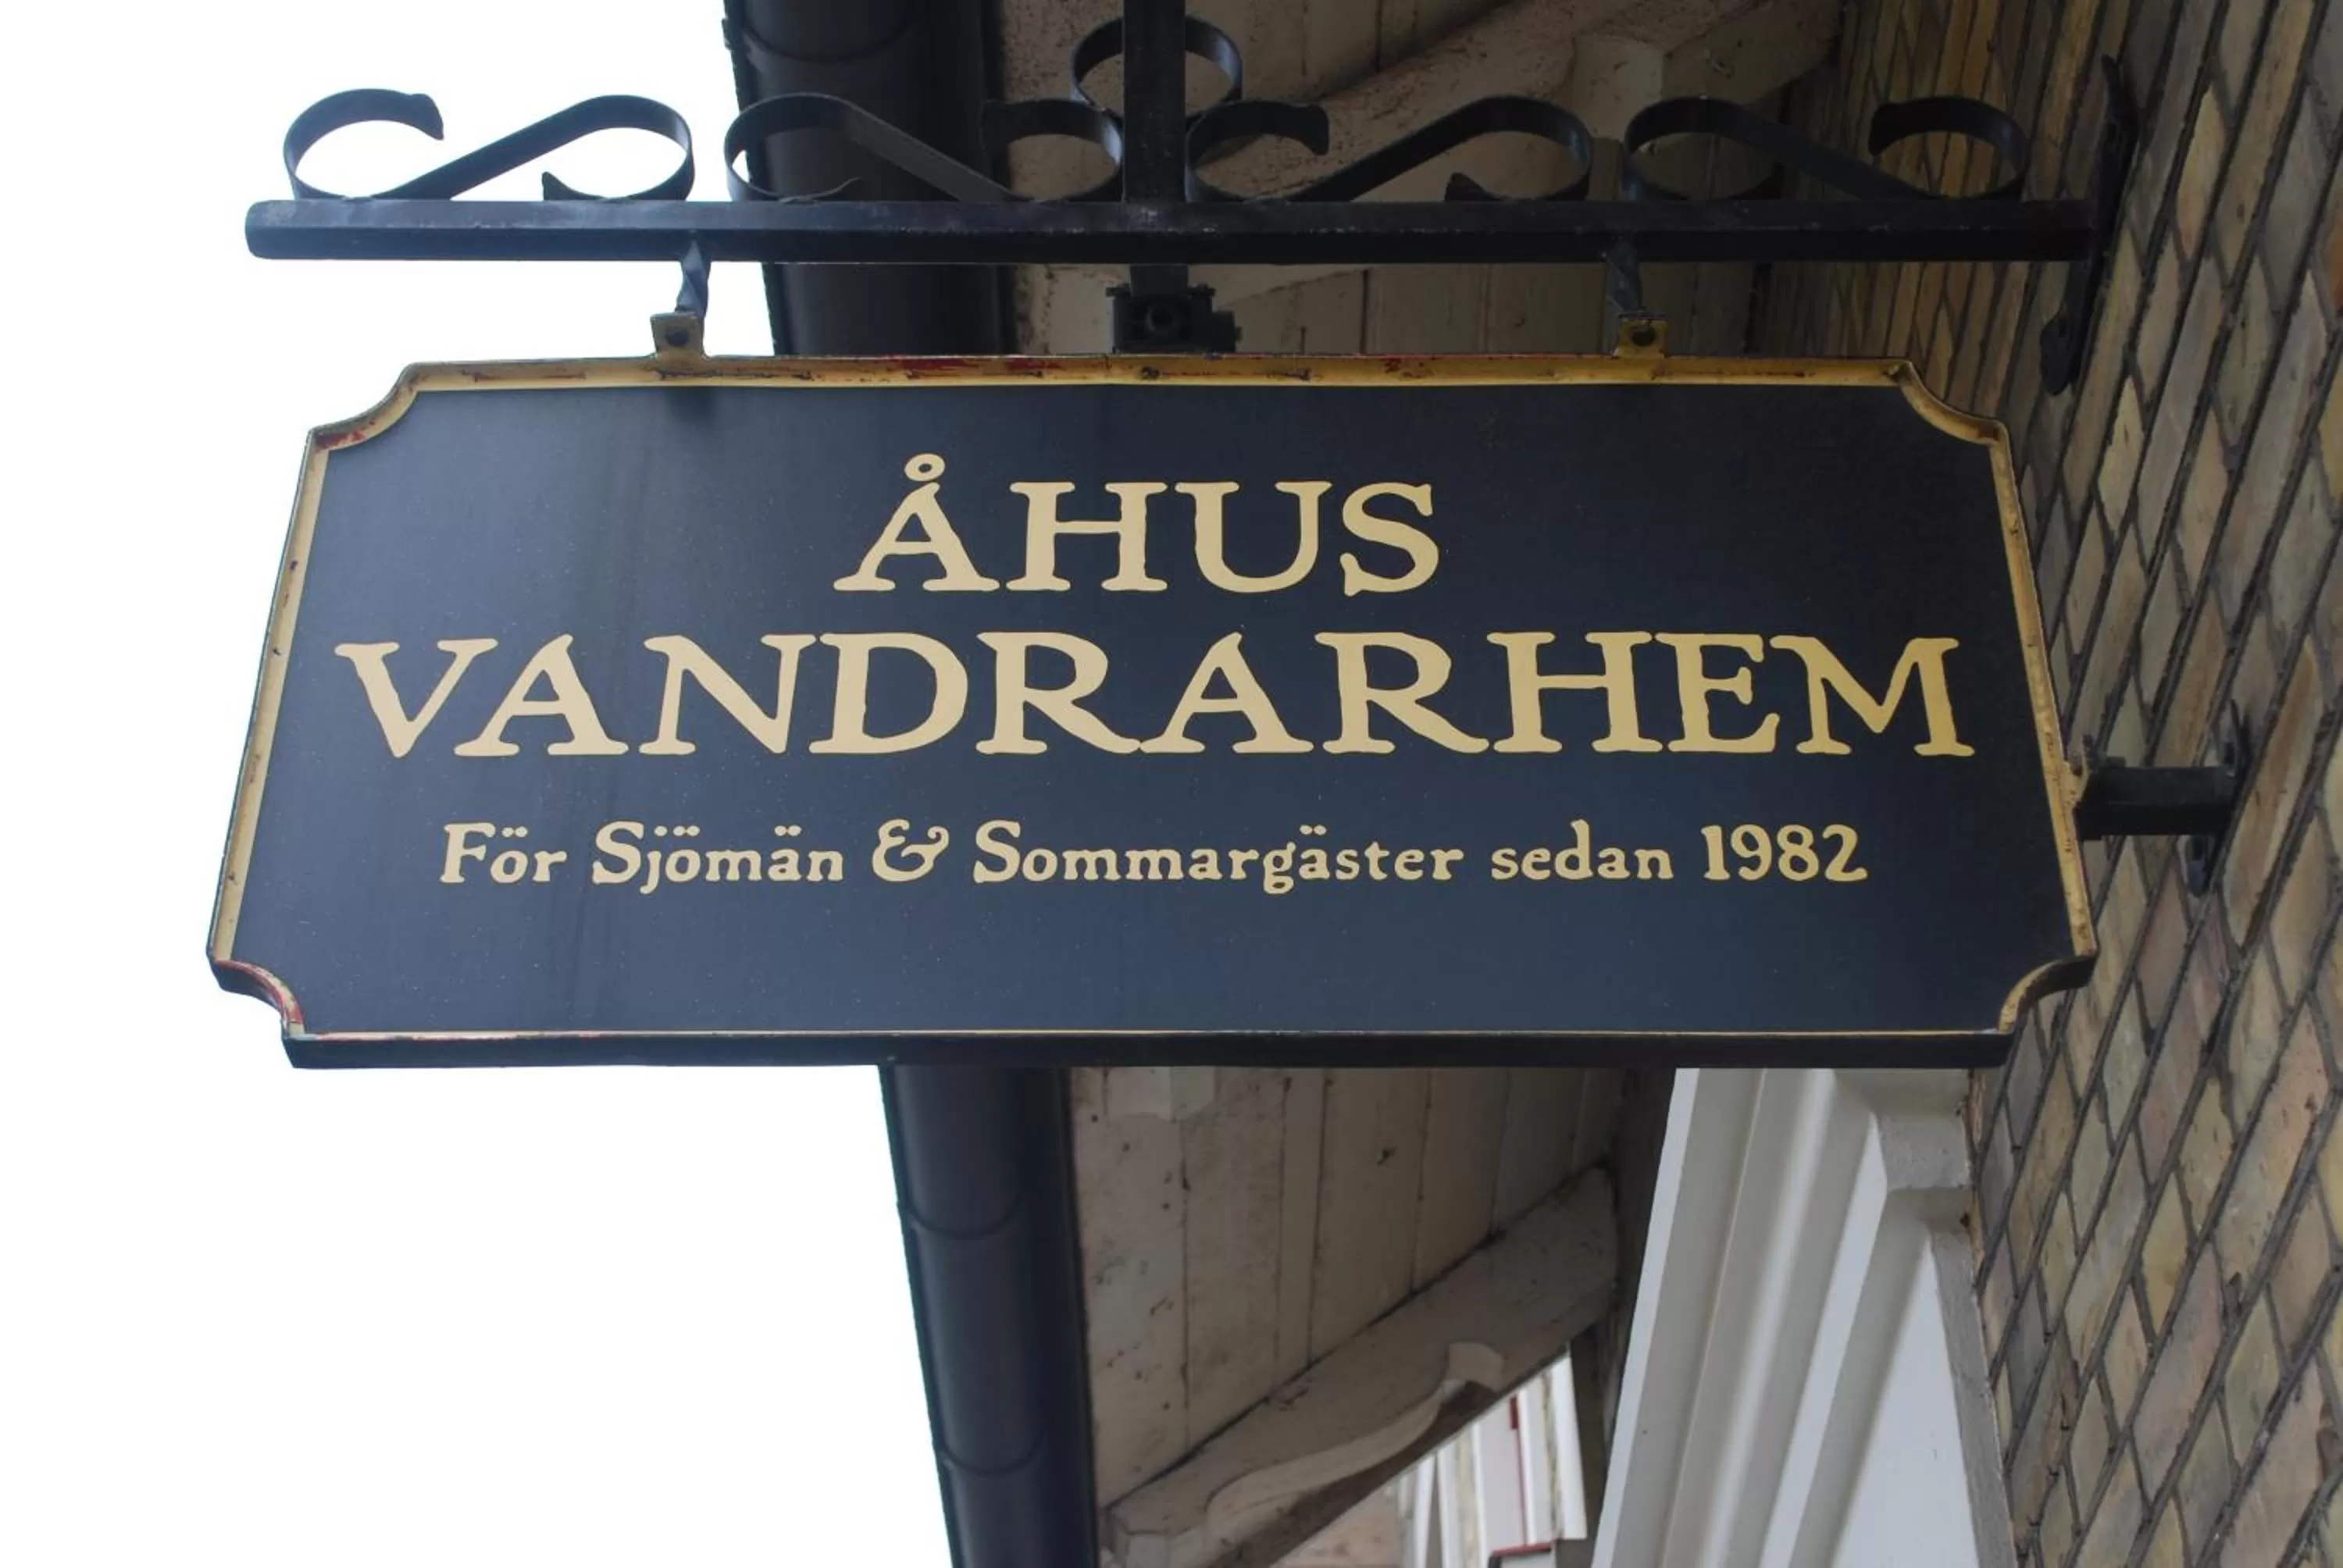 ÅHUS
VANDRARHEM
För Sjömän & Sommargäster sedan 1982